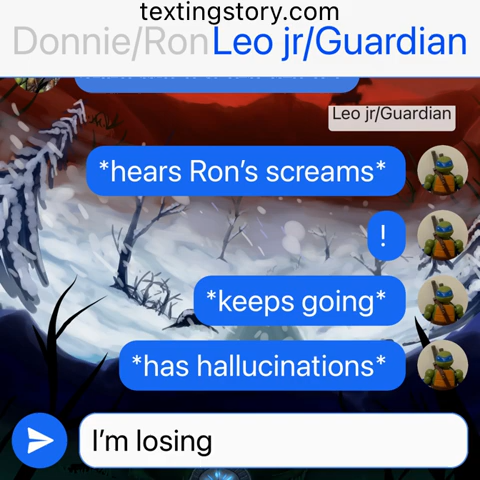 textingstory.com
Donnie/Ron Leo jr/Guardian
Leo jr/Guardian
*hears Ron’s screams*
!
*keeps going*
*has hallucinations*
I’m losing